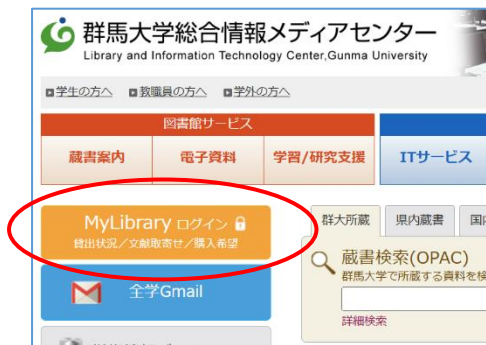 群馬大学総合情報メディアセンター
Library and Information Technology Center,Gunma University
学生の方へ 教職員の方へ 学外の方へ
図書館サービス
蔵書案内 電子資料 学習/研究支援 ITサービス
MyLibrary ログイン
貸出状況／文献取寄せ／購入希望
群大所蔵 県内蔵書 国内
蔵書検索(OPAC)
群馬大学で所蔵する資料を検
全学Gmail
詳細検索